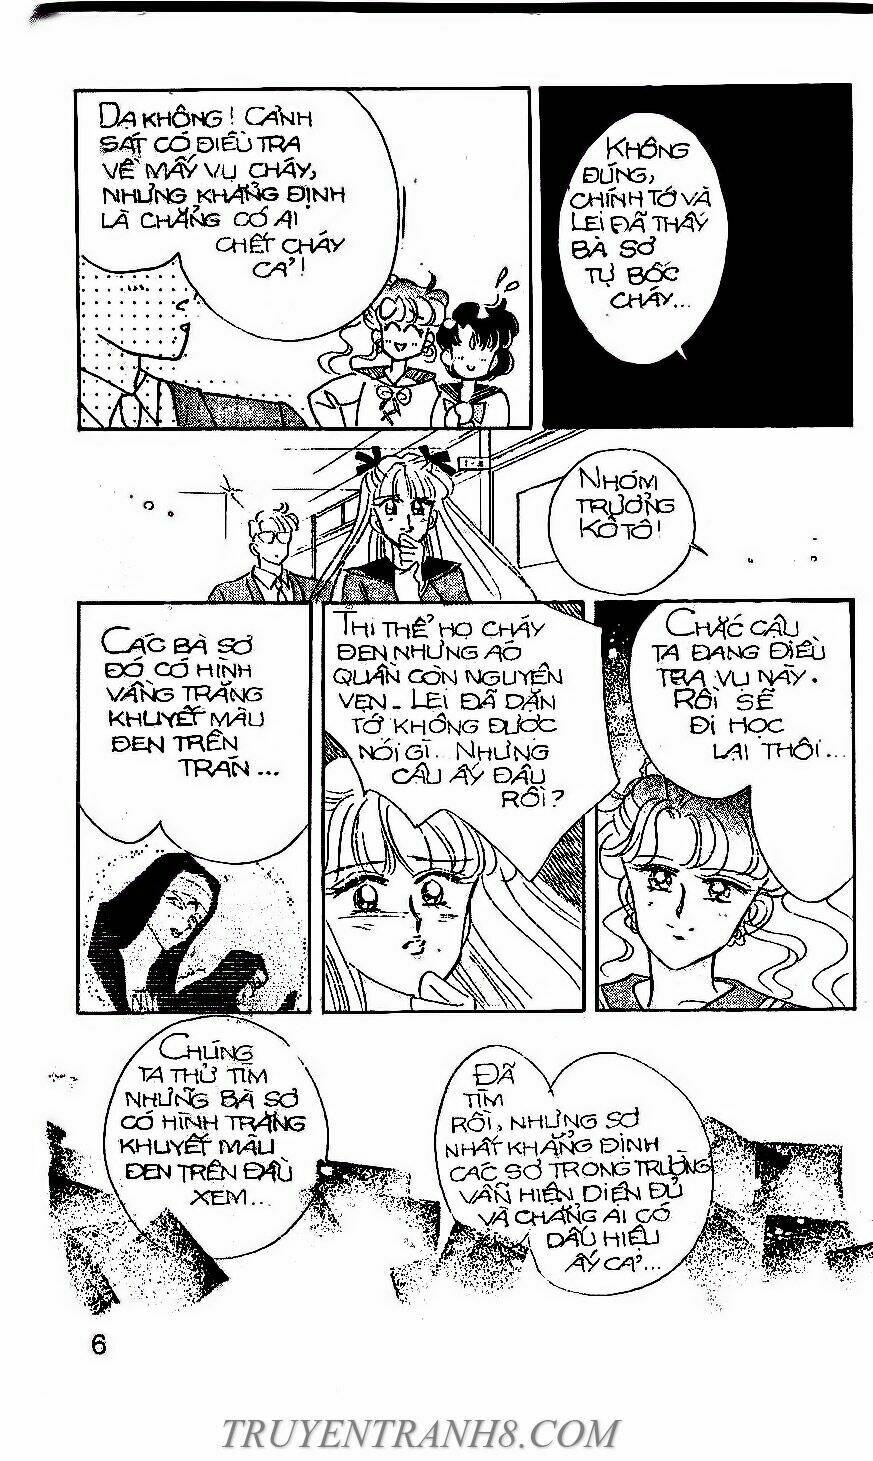 DẠ KHÔNG! CẢNH
SÁT CÓ ĐIỀU TRA
VỀ MẤY VỤ CHÁY,
NHƯNG KHẲNG ĐỊNH
LÀ CHẲNG CÓ AI
CHẾT CHÁY
CẢ!
KHÔNG
ĐÚNG,
CHÍNH TỚ VÀ
LEI ĐÃ THẤY
BÀ SƠ
TỰ BỐC
CHÁY...
NHÓM
TRƯỞNG
KÔTÔ!
CÁC BÀ SƠ
ĐÓ CÓ HÌNH
VẦNG TRĂNG
KHUYẾT MÀU
ĐEN TRÊN
TRÁN...
THI THỂ HỌ CHÁY
ĐEN NHƯNG ÁO
QUẦN CÒN NGUYÊN
VẸN. LEI ĐÃ DẶN
TỚ KHÔNG ĐƯỢC
NÓI GÌ. NHƯNG
CẬU ẤY ĐÂU
RỒI?
CHẮC CẬU
TA ĐANG ĐIỀU
TRA VỤ NÀY.
RỒI SẼ
ĐI HỌC
LẠI THÔI...
CHÚNG
TA THỬ TÌM
NHỮNG BÀ SƠ
CÓ HÌNH TRĂNG
KHUYẾT MÀU
ĐEN TRÊN ĐẦU
XEM...
ĐÃ
TÌM
RỒI, NHƯNG SƠ
NHẤT KHẲNG ĐỊNH
CÁC SƠ TRONG TRƯỜNG
VẪN HIỆN DIỆN ĐỦ
VÀ CHẲNG AI CÓ
DẤU HIỆU
ẤY CẢ...
6
TRUYENTRANH8.COM